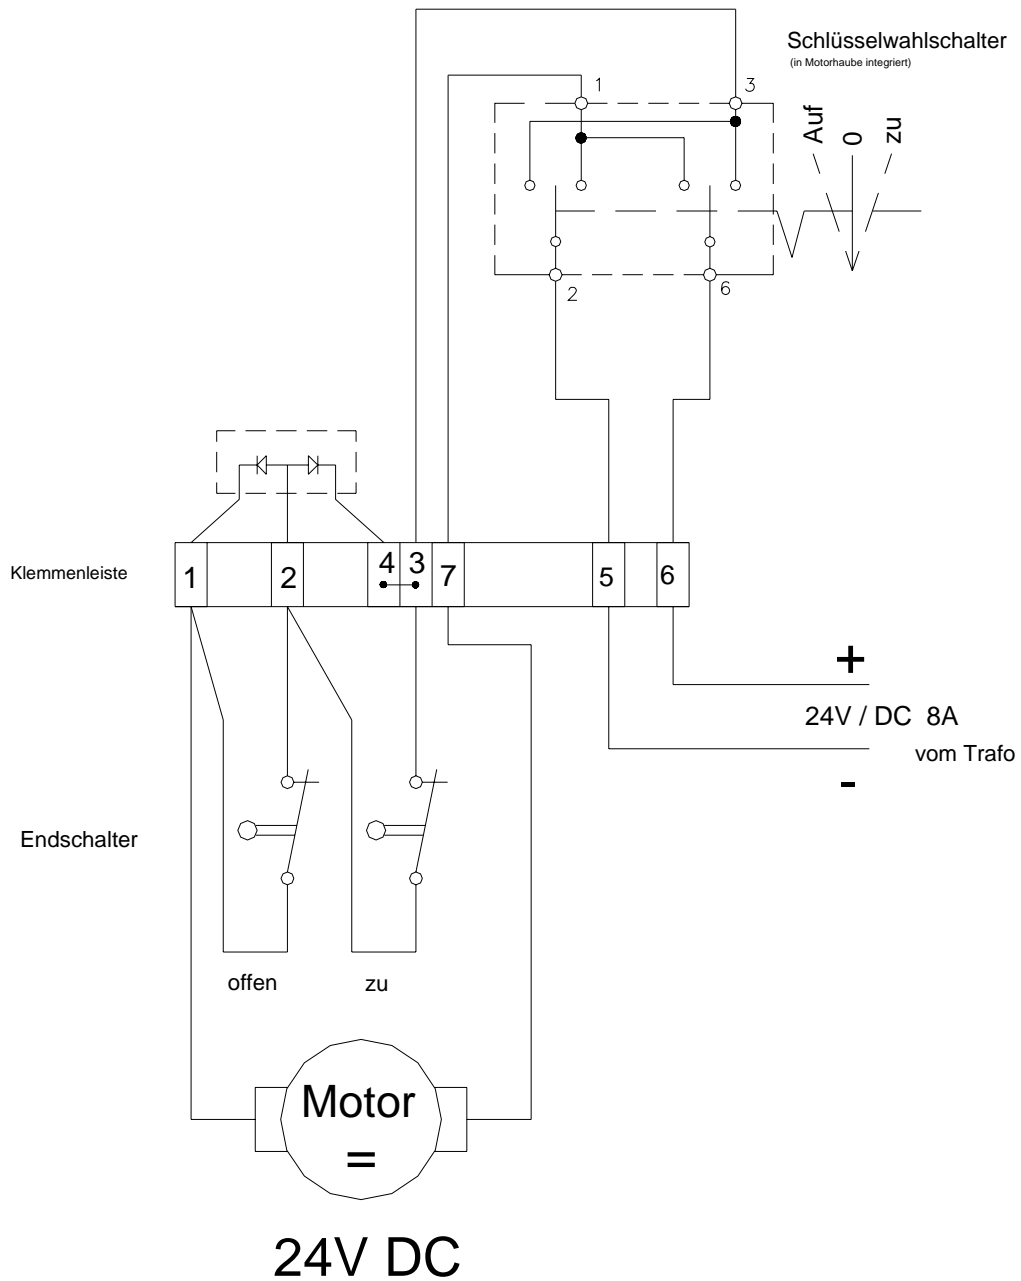 Schlüsselwahlschalter
(in Motorhaube integriert)
1
3
Auf
0
zu
2
6
Klemmenleiste
1
2
4
3
7
5
6
+
24V / DC 8A
vom Trafo
-
Endschalter
offen
zu
Motor
=
24V DC